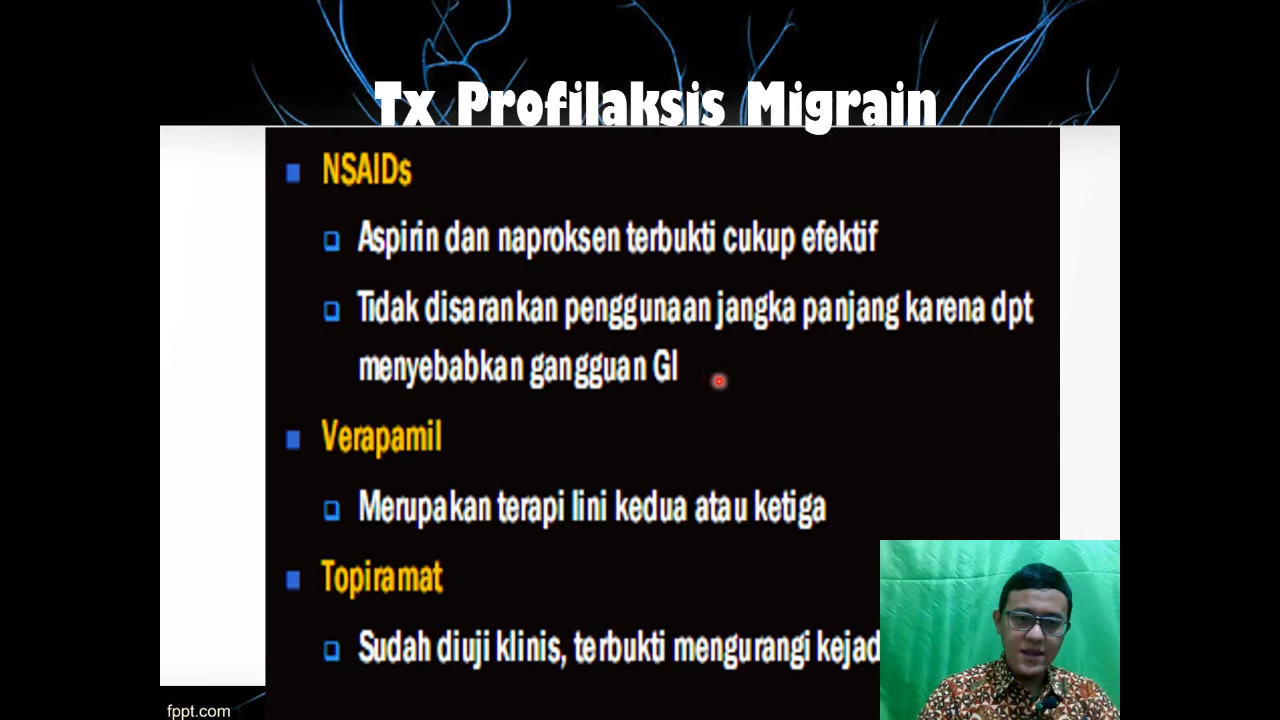 Tx Profilaksis Migrain
NSAIDs
Aspirin dan naproksen terbukti cukup efektif
Tidak disarankan penggunaan jangka panjang karena dpt
menyebabkan gangguan GI
Verapamil
Merupakan terapi lini kedua atau ketiga
Topiramat
Sudah diuji klinis, terbukti mengurangi
fppt.com